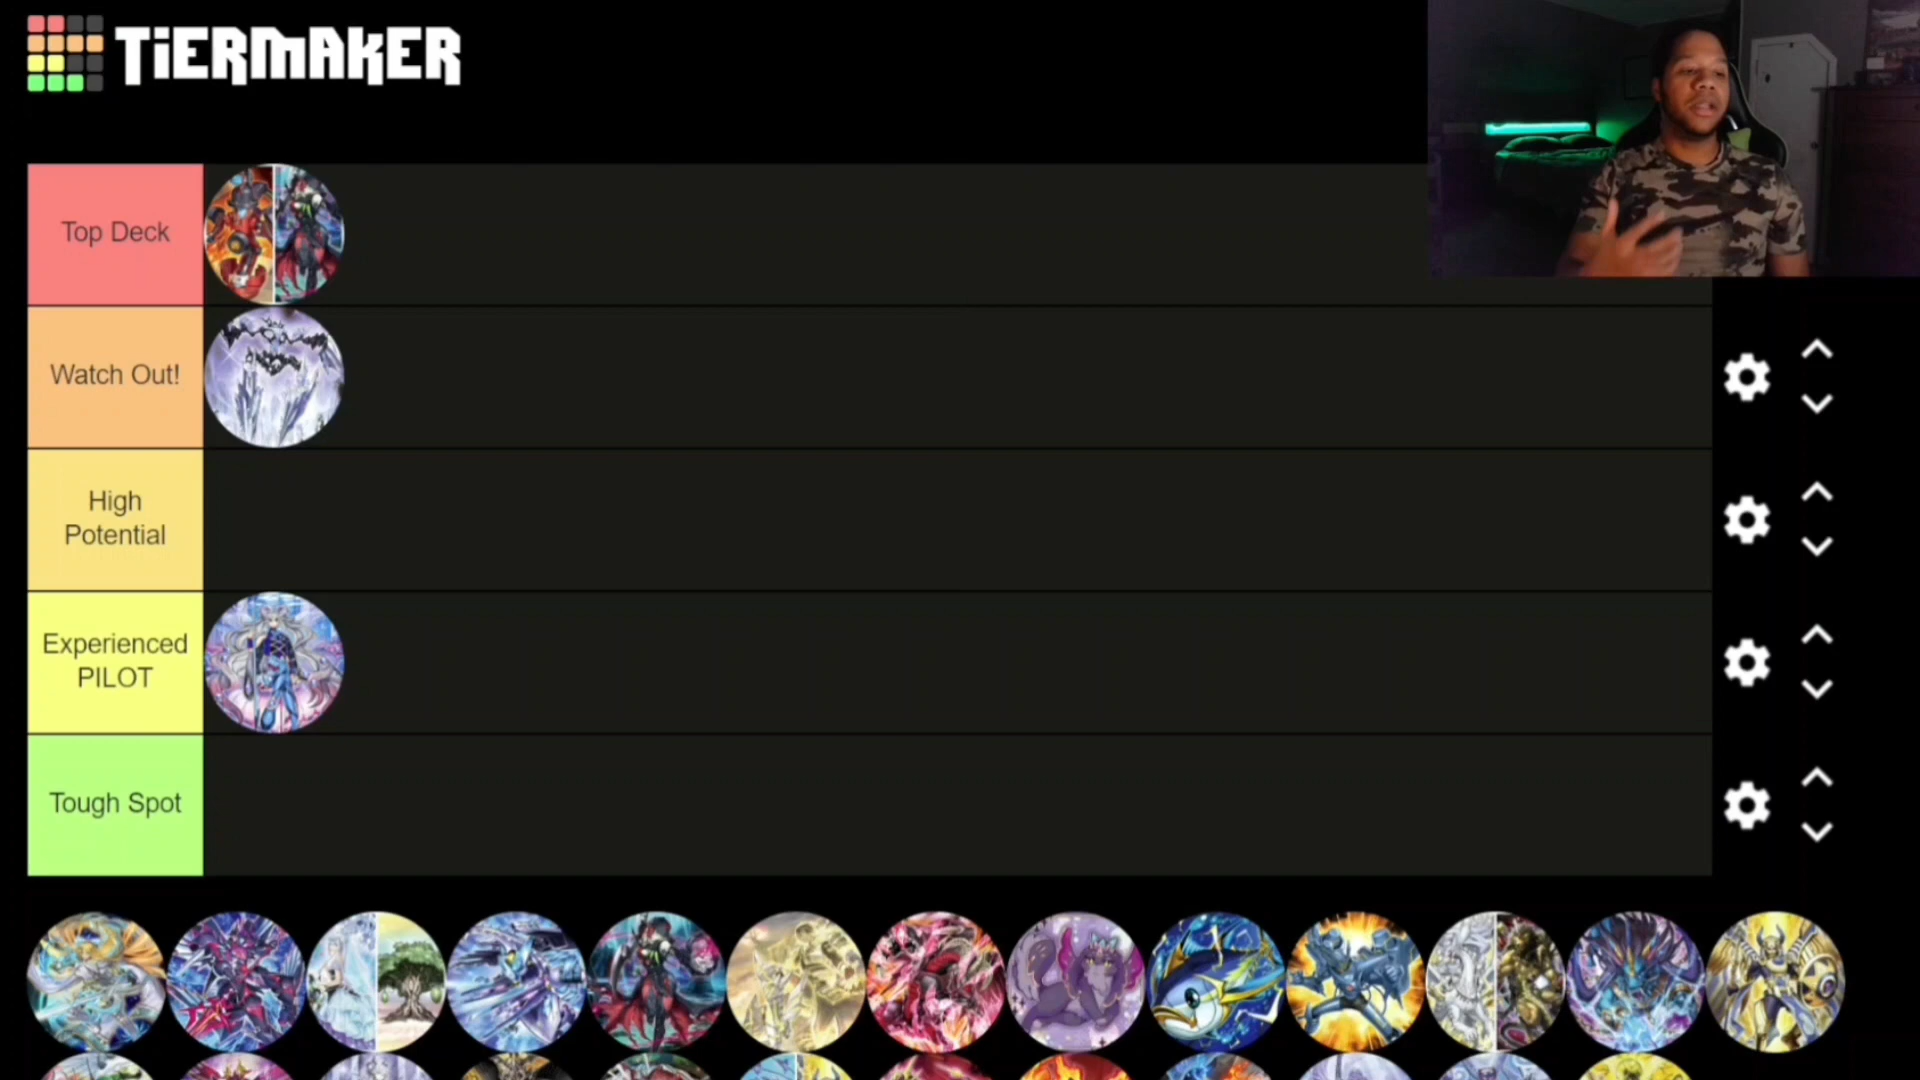 TiERMAKER
Top Deck
Watch Out!
High
Potential
Experienced
PILOT
Tough Spot